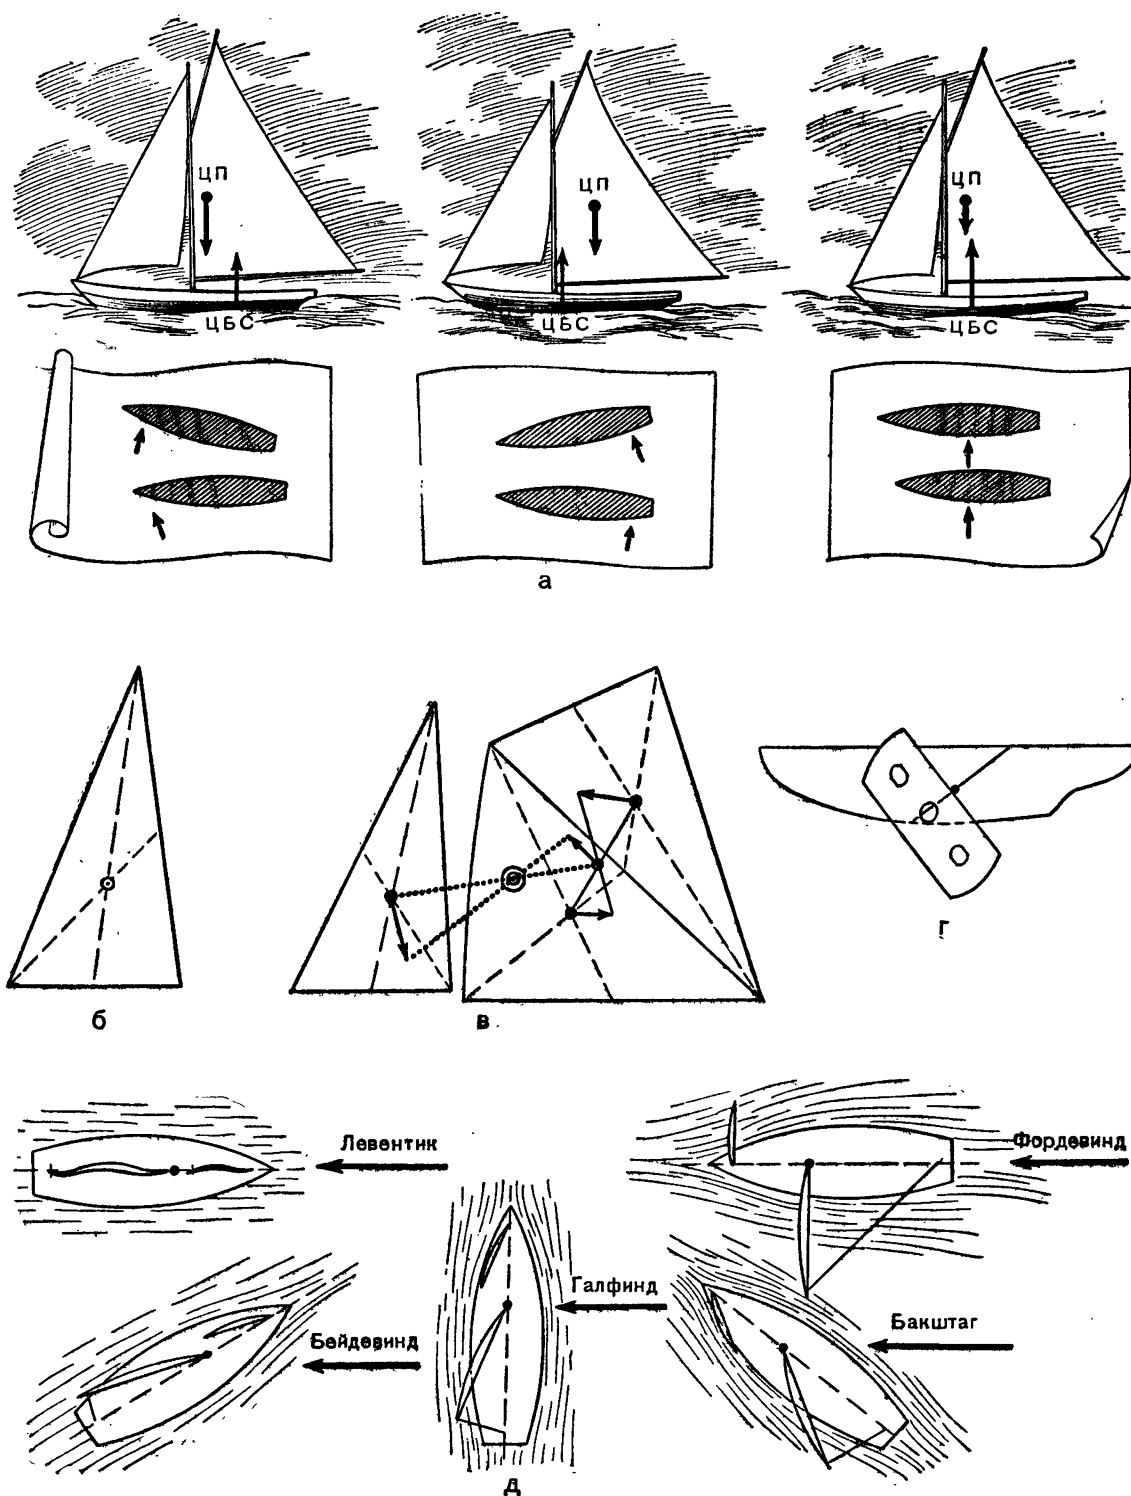 ЦП
ЦП
ЦП
ЦБС
ЦБС
ЦБС
а
б
в
г
Левентик
Фордевинд
Галфинд
Бейдевинд
Бакштаг
д